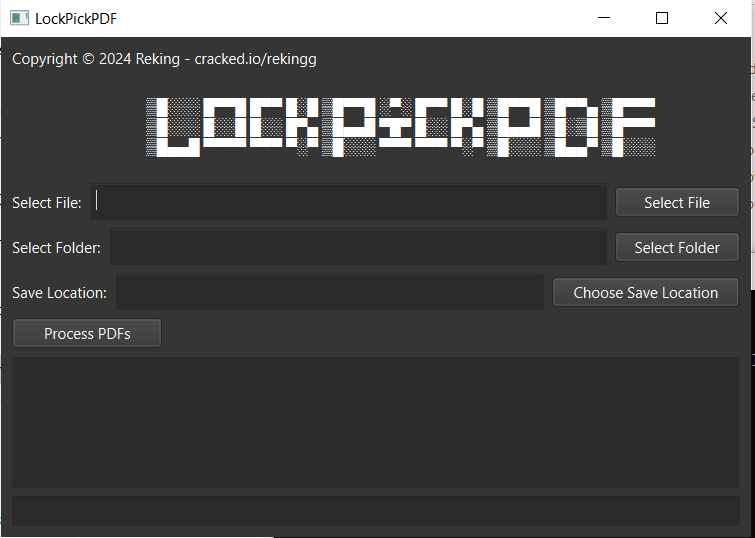 LockPickPDF
Copyright © 2024 Reking - cracked.io/rekingg
LOCKPICKPDF
Select File: Select File
Select Folder: Select Folder
Save Location: Choose Save Location
Process PDFs